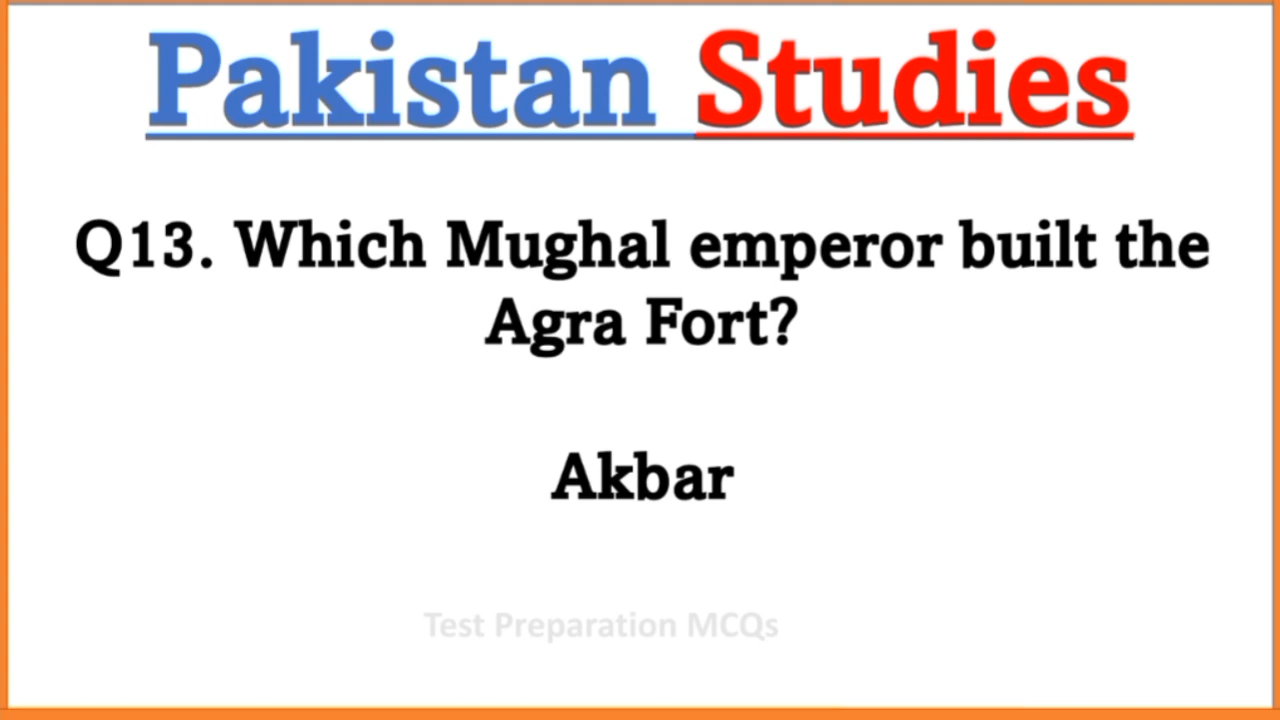 Pakistan Studies
Q13. Which Mughal emperor built the
Agra Fort?
Akbar
Test Preparation MCQs